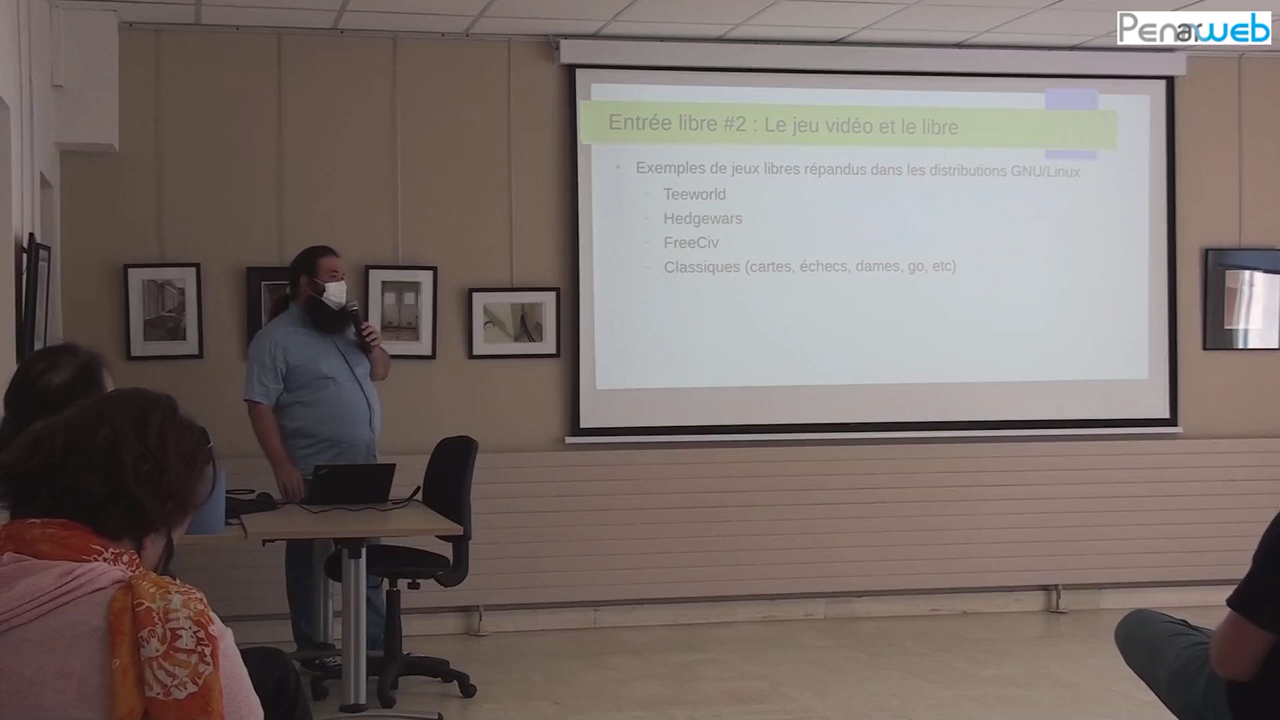 Penarweb
Entrée libre #2 : Le jeu vidéo et le libre
Exemples de jeux libres répandus dans les distributions GNU/Linux
Teeworld
Hedgewars
FreeCiv
Classiques (cartes, échecs, dames, go, etc)